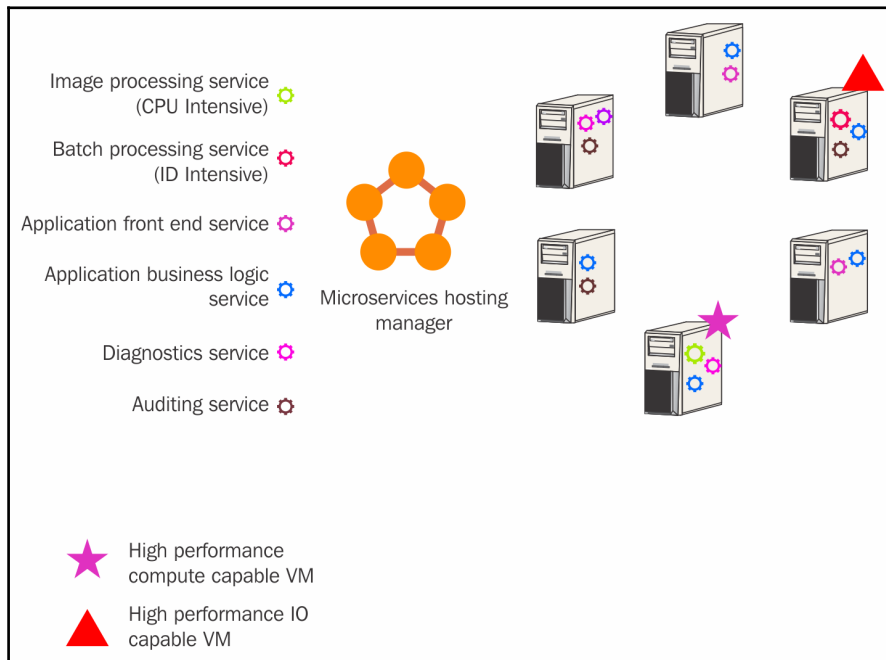 Image processing service
(CPU Intensive)
Batch processing service
(ID Intensive)
Application front end service
Application business logic
service
Diagnostics service
Auditing service
Microservices hosting
manager
High performance
compute capable VM
High performance IO
capable VM